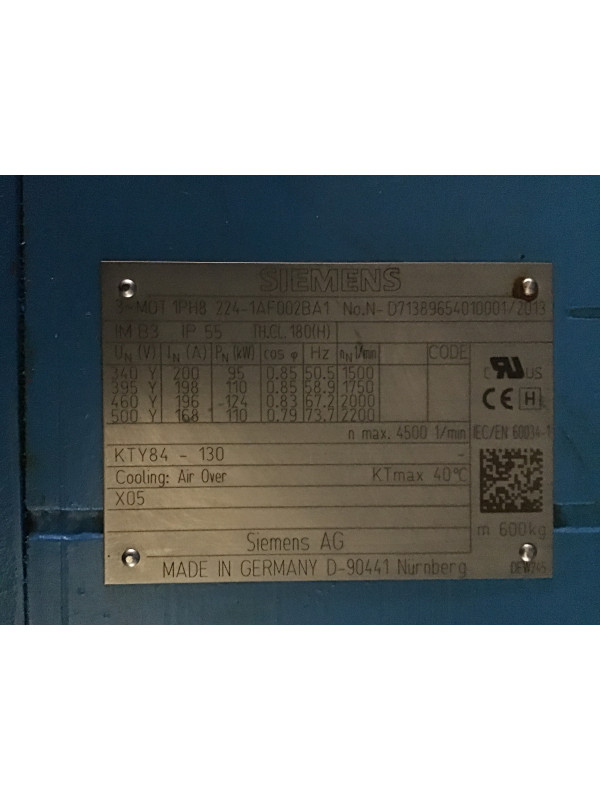 SIEMENS
3~ MOT 1PH8 224-1AF002BA1 No.N- D71389654010001/2013
IM B3 IP 55 TH.CL.180(H)
UN (V) IN (A) PN (kW) cos φ Hz nN 1/min CODE
340 Y 200 95 0.85 50.5 1500
395 Y 198 110 0.85 58.9 1750
460 Y 196 -124 0.83 67.2 2000
500 Y 168 110 0.79 73.7 2200
n max. 4500 1/min
C RU US
CE H
IEC/EN 60034-1
KTY84 - 130 -
Cooling: Air Over KTmax 40°C
X05
m 600kg
Siemens AG
MADE IN GERMANY D-90441 Nurnberg